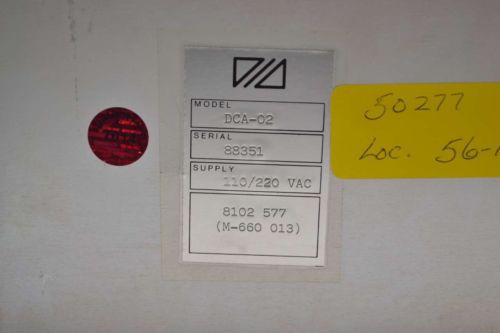 MODEL
DCA-02
SERIAL
88351
SUPPLY
110/220 VAC
8102 577
(M-660 013)
50277
Loc. 56-